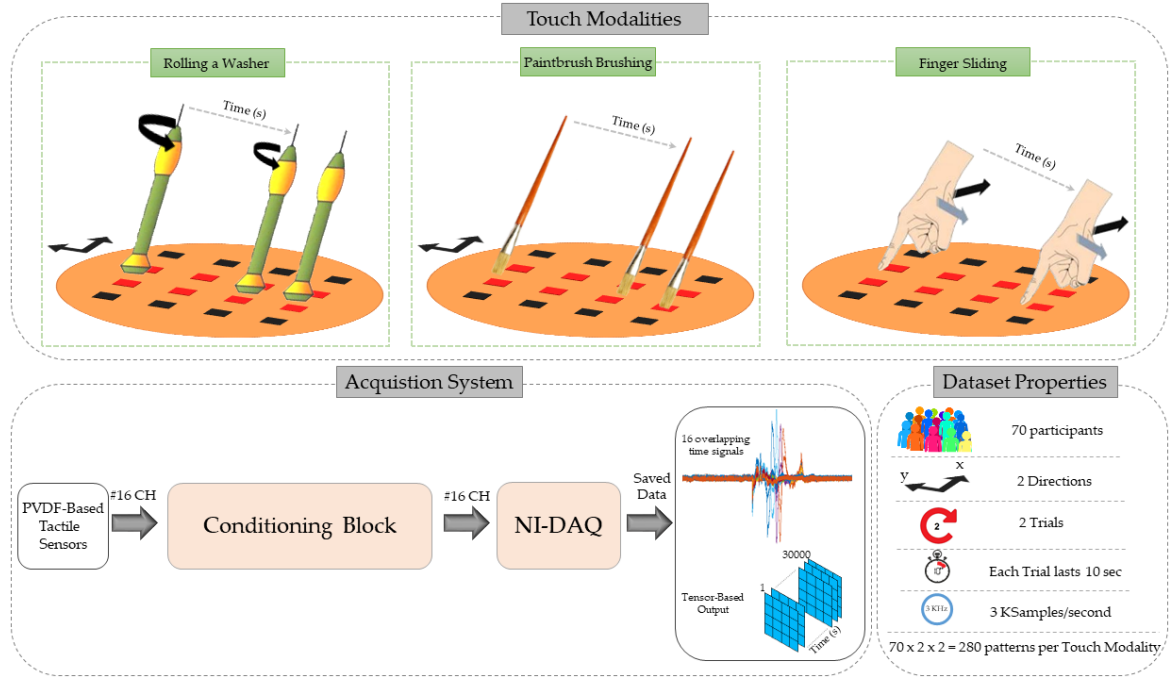 Touch Modalities
Rolling a Washer
Paintbrush Brushing
Finger Sliding
Time (s)
Time (s)
Time (s)
Acquistion System
Dataset Properties
16 overlapping
time signals
70 participants
y
x
2 Directions
#16 CH
#16 CH
Saved
Data
PVDF-Based
Tactile
Sensors
Conditioning Block
NI-DAQ
2
2 Trials
30000
1
Tensor-Based
Output
Time (s)
10
Each Trial lasts 10 sec
3 KHz
3 KSamples/second
70 x 2 x 2 = 280 patterns per Touch Modality